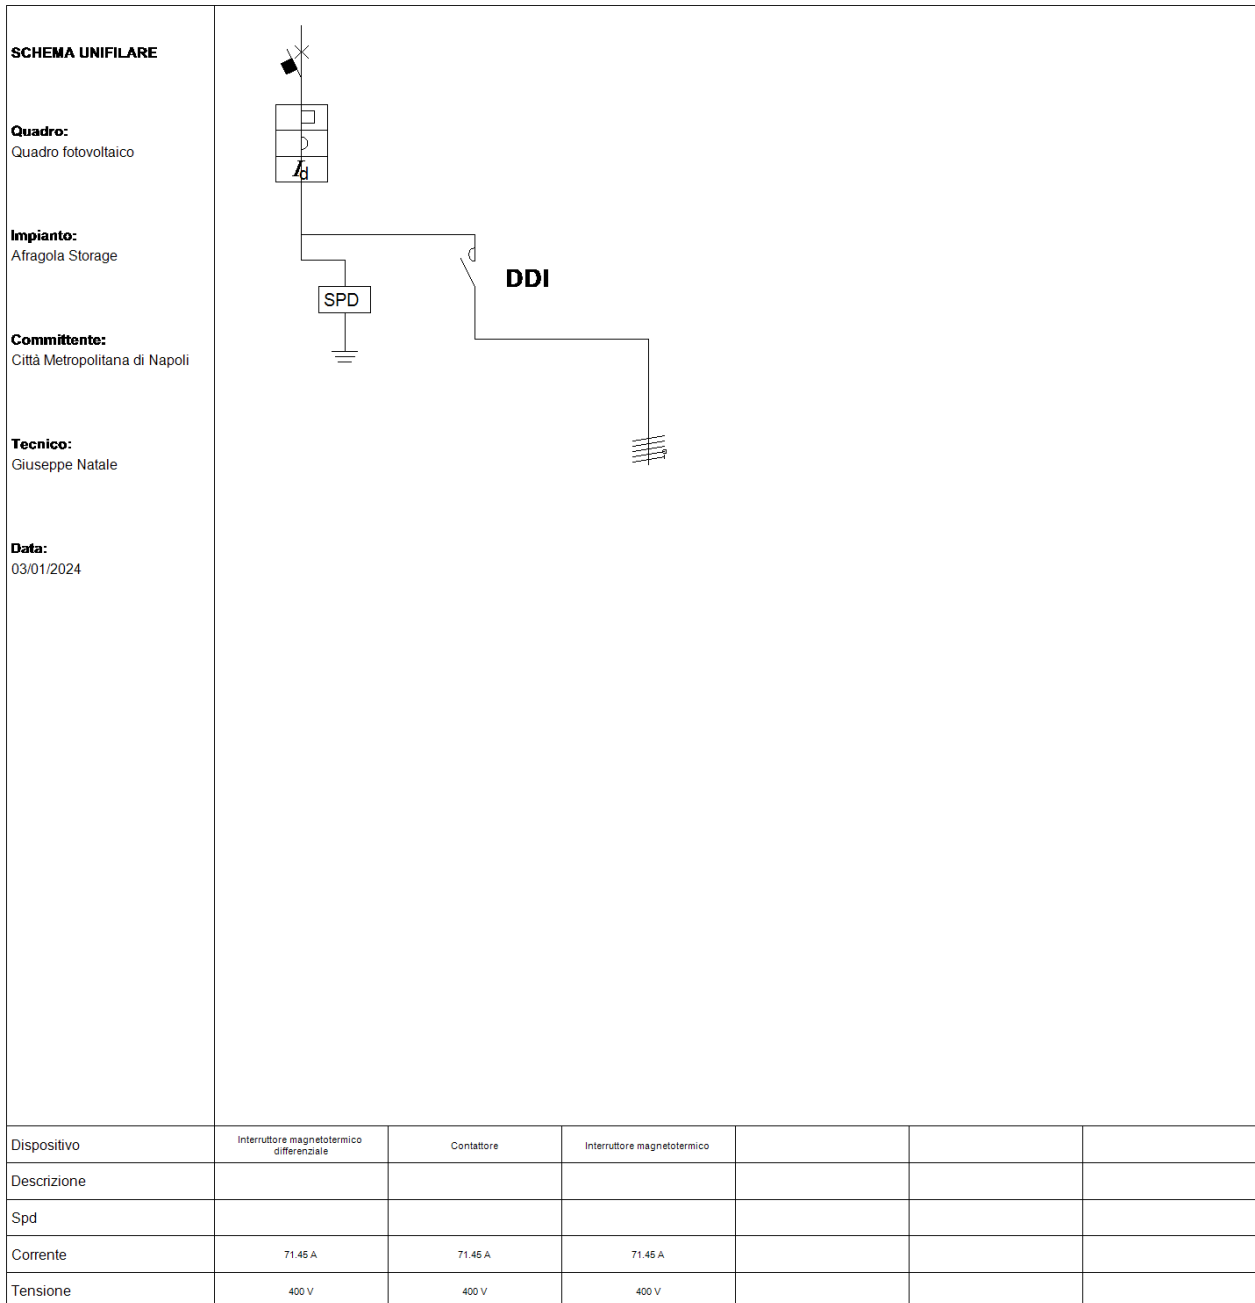 SCHEMA UNIFILARE
Quadro:
Quadro fotovoltaico
Impianto:
Afragola Storage
Committente:
Città Metropolitana di Napoli
Tecnico:
Giuseppe Natale
Data:
03/01/2024
Id
SPD
DDI
Dispositivo
Interruttore magnetotermico
differenziale
Contattore
Interruttore magnetotermico
Descrizione
Spd
Corrente
71.45 A
71.45 A
71.45 A
Tensione
400 V
400 V
400 V